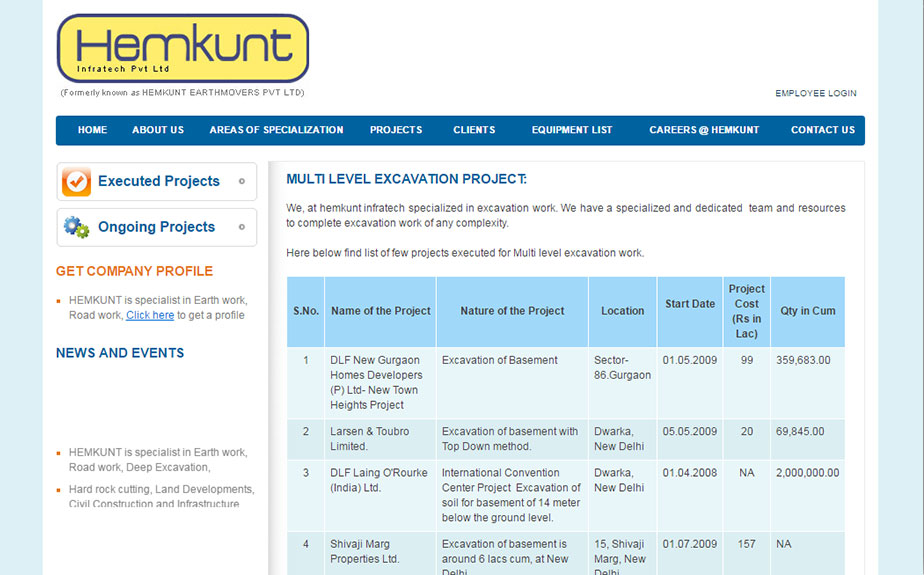 Hemkunt
Infratech Pvt Ltd
(Formerly known as HEMKUNT EARTHMOVERS PVT LTD)
EMPLOYEE LOGIN
HOME ABOUT US AREAS OF SPECIALIZATION PROJECTS CLIENTS EQUIPMENT LIST CAREERS @ HEMKUNT CONTACT US
Executed Projects
Ongoing Projects
GET COMPANY PROFILE
HEMKUNT is specialist in Earth work,
Road work, Click here to get a profile
NEWS AND EVENTS
HEMKUNT is specialist in Earth work,
Road work, Deep Excavation,
Hard rock cutting, Land Developments,
Civil Construction and Infrastructure
MULTI LEVEL EXCAVATION PROJECT:
We, at hemkunt infratech specialized in excavation work. We have a specialized and dedicated team and resources
to complete excavation work of any complexity.
Here below find list of few projects executed for Multi level excavation work.
S.No. Name of the Project Nature of the Project Location Start Date Project
Cost
(Rs in
Lac) Qty in Cum
1 DLF New Gurgaon
Homes Developers
(P) Ltd- New Town
Heights Project Excavation of Basement Sector-
86.Gurgaon 01.05.2009 99 359,683.00
2 Larsen & Toubro
Limited. Excavation of basement with
Top Down method. Dwarka,
New Delhi 05.05.2009 20 69,845.00
3 DLF Laing O'Rourke
(India) Ltd. International Convention
Center Project Excavation of
soil for basement of 14 meter
below the ground level. Dwarka,
New Delhi 01.04.2008 NA 2,000,000.00
4 Shivaji Marg
Properties Ltd. Excavation of basement is
around 6 lacs cum, at New
Delhi 15, Shivaji
Marg, New
Delhi 01.07.2009 157 NA